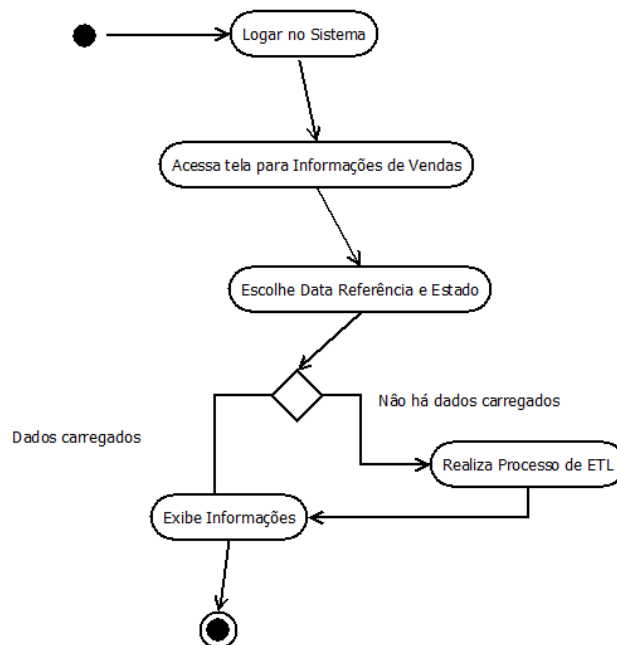 Logar no Sistema
Acessa tela para Informações de Vendas
Escolhe Data Referência e Estado
Não há dados carregados
Dados carregados
Realiza Processo de ETL
Exibe Informações